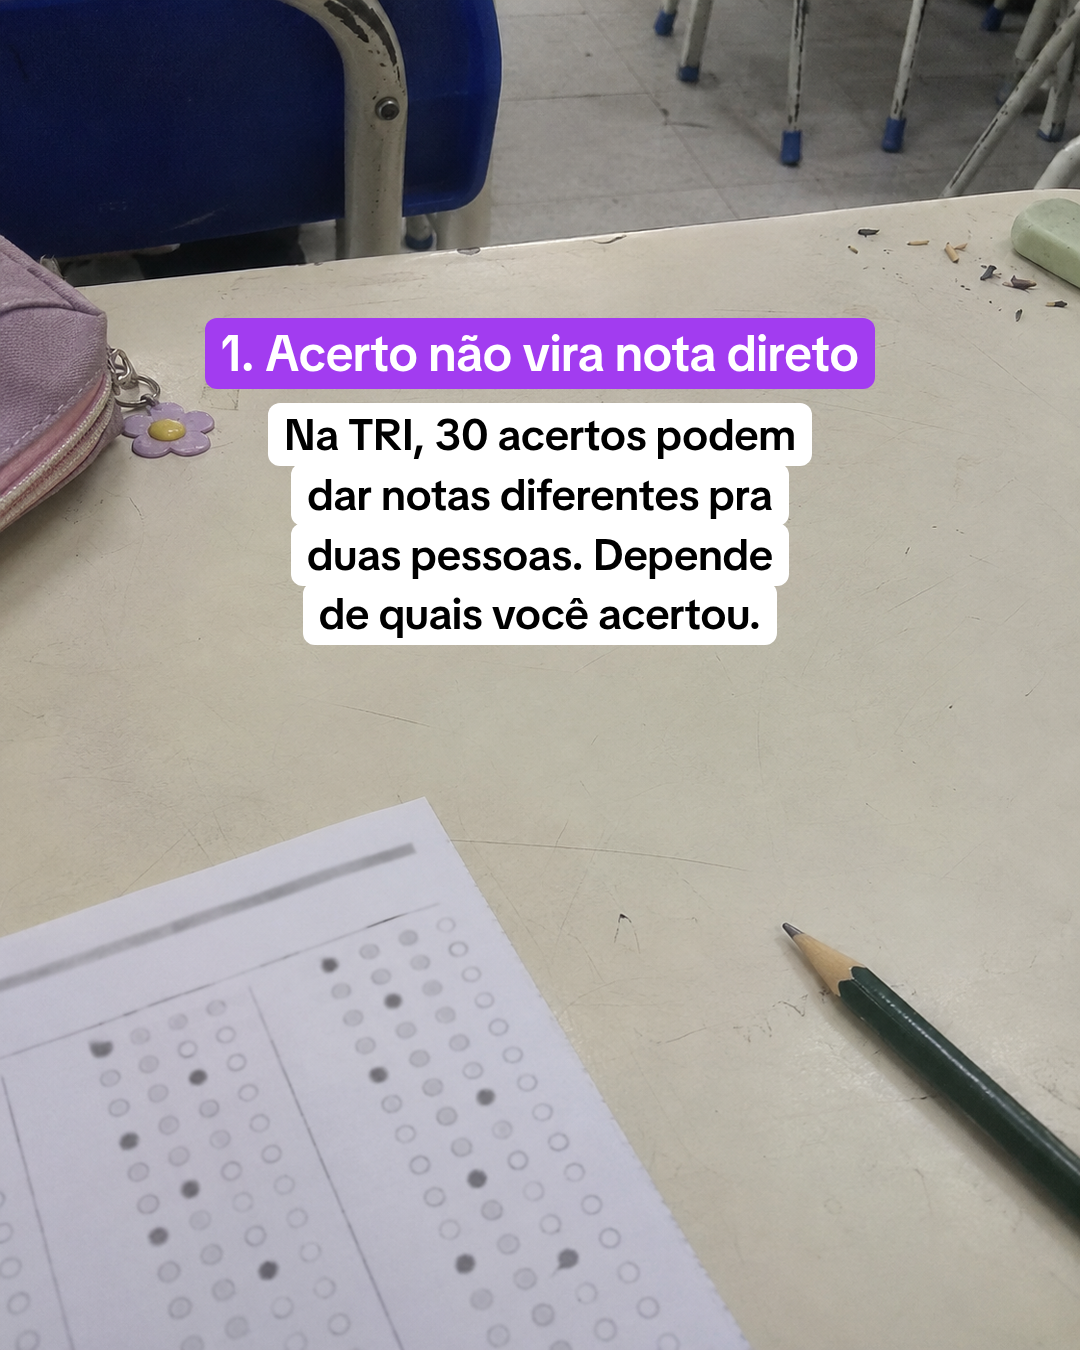 1. Acerto não vira nota direto
Na TRI, 30 acertos podem
dar notas diferentes pra
duas pessoas. Depende
de quais você acertou.